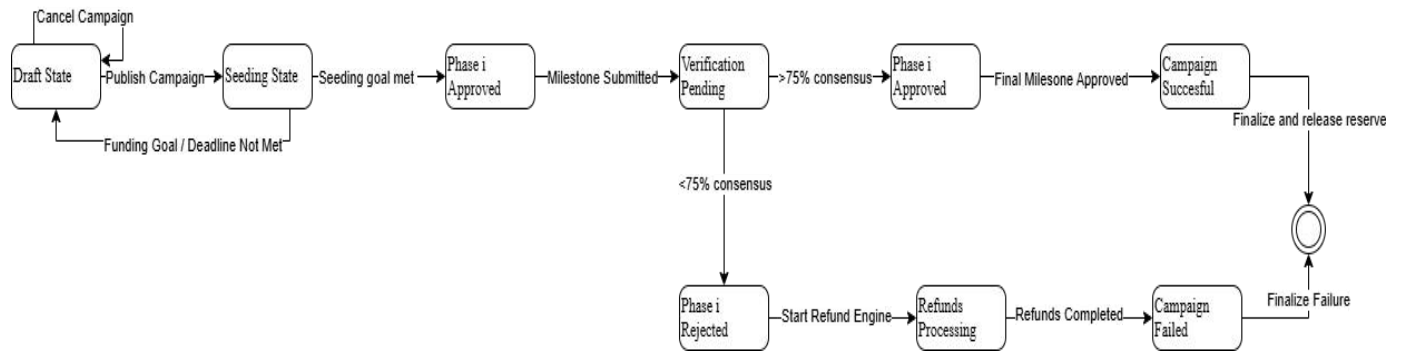 Cancel Campaign
Draft State
Publish Campaign
Seeding State
Seeding goal met
Phase i
Approved
Milestone Submitted
Verification
Pending
>75% consensus
Phase i
Approved
Final Milesone Approved
Campaign
Succesful
Finalize and release reserve
Funding Goal / Deadline Not Met
<75% consensus
Phase i
Rejected
Start Refund Engine
Refunds
Processing
Refunds Completed
Campaign
Failed
Finalize Failure